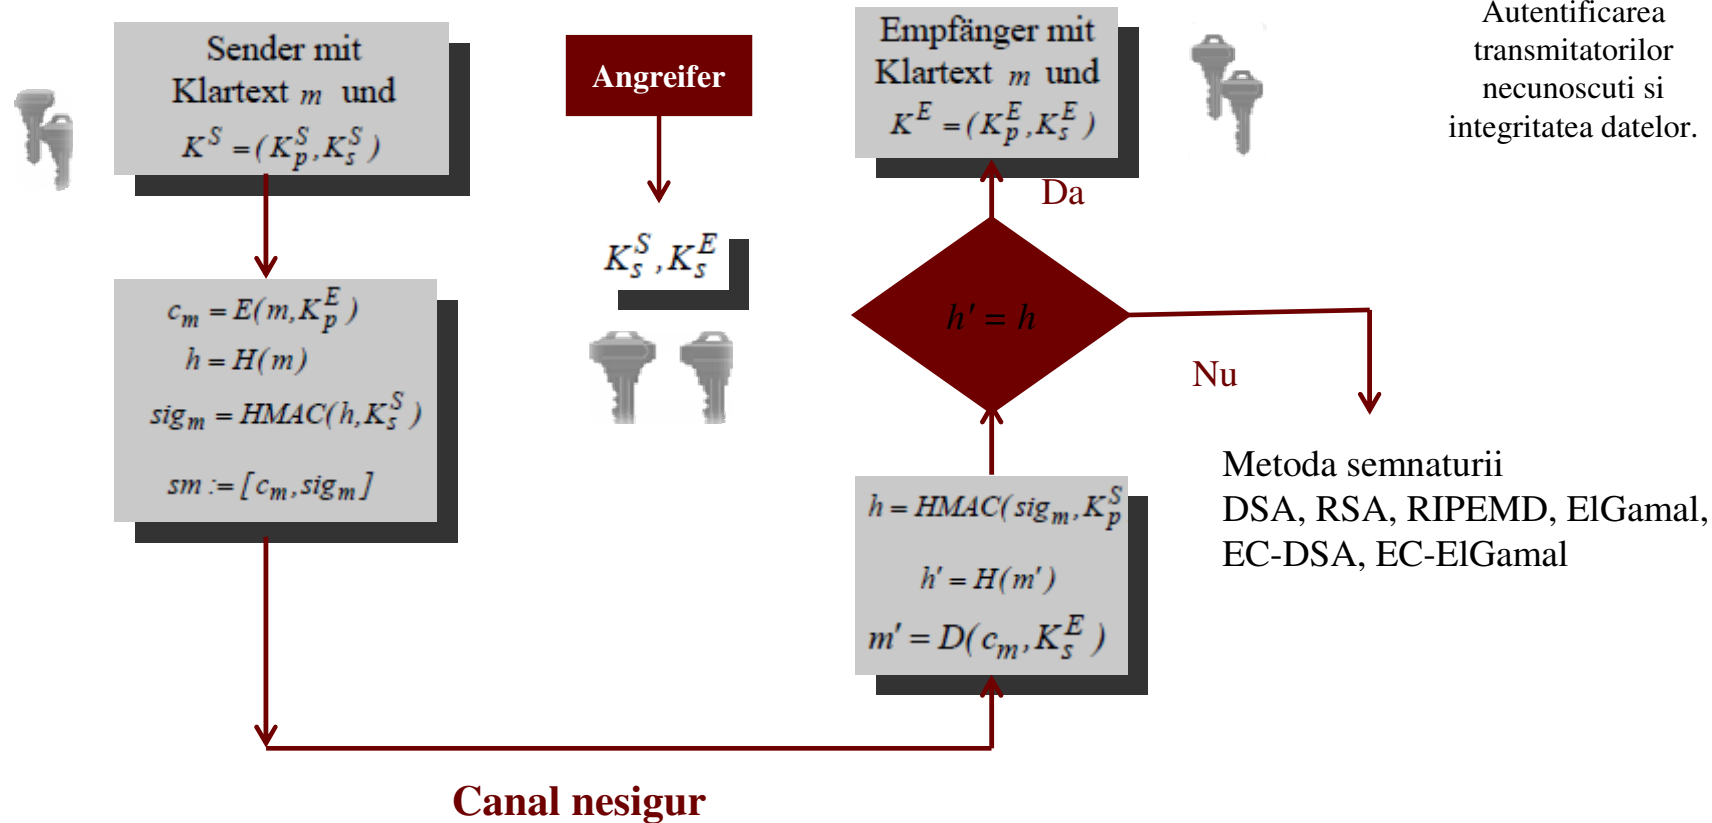 Sender mit
Klartext m und
K^S = (K_p^S, K_s^S)
c_m = E(m, K_p^E)
h = H(m)
sig_m = HMAC(h, K_s^S)
sm := [c_m, sig_m]
Angreifer
K_s^S, K_s^E
Empfänger mit
Klartext m und
K^E = (K_p^E, K_s^E)
Da
h' = h
Nu
h = HMAC(sig_m, K_p^S
h' = H(m')
m' = D(c_m, K_s^E)
Autentificarea
transmitatorilor
necunoscuti si
integritatea datelor.
Metoda semnaturii
DSA, RSA, RIPEMD, ElGamal,
EC-DSA, EC-ElGamal
Canal nesigur